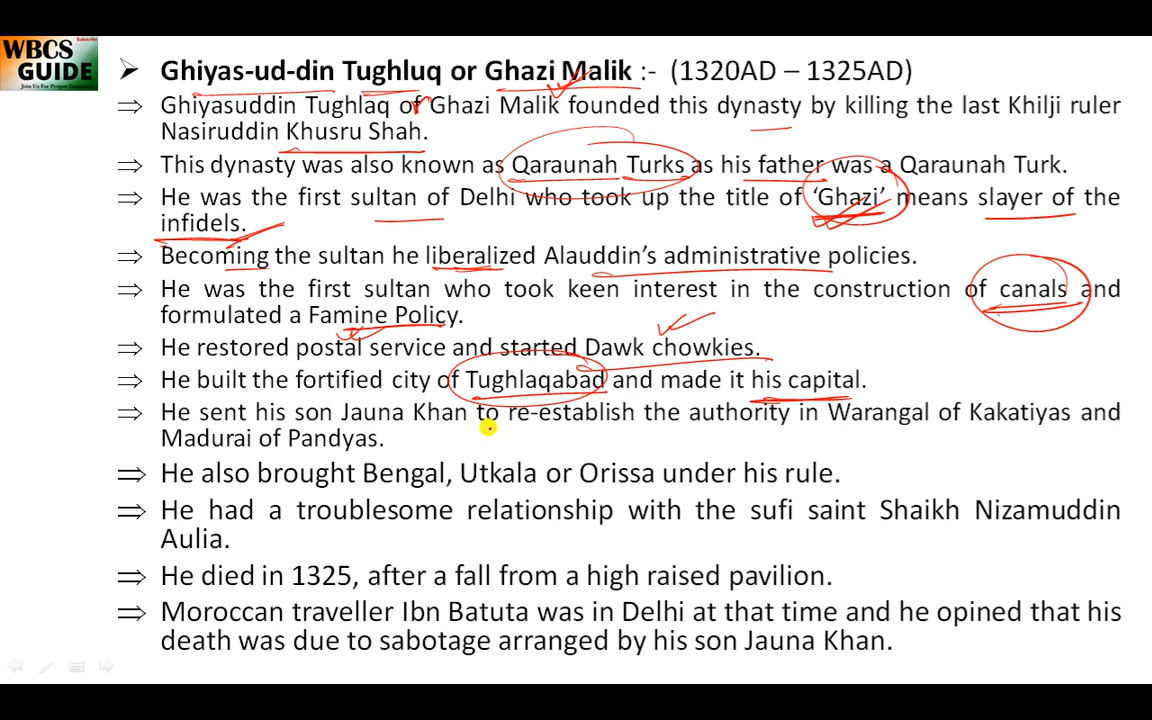 Subscribe
WBCS
GUIDE
Join Us For Proper Guidance
➢ Ghiyas-ud-din Tughluq or Ghazi Malik :- (1320AD – 1325AD)
⇒ Ghiyasuddin Tughlaq or Ghazi Malik founded this dynasty by killing the last Khilji ruler
Nasiruddin Khusru Shah.
⇒ This dynasty was also known as Qaraunah Turks as his father was a Qaraunah Turk.
⇒ He was the first sultan of Delhi who took up the title of ‘Ghazi’ means slayer of the
infidels.
⇒ Becoming the sultan he liberalized Alauddin’s administrative policies.
⇒ He was the first sultan who took keen interest in the construction of canals and
formulated a Famine Policy.
⇒ He restored postal service and started Dawk chowkies.
⇒ He built the fortified city of Tughlaqabad and made it his capital.
⇒ He sent his son Jauna Khan to re-establish the authority in Warangal of Kakatiyas and
Madurai of Pandyas.
⇒ He also brought Bengal, Utkala or Orissa under his rule.
⇒ He had a troublesome relationship with the sufi saint Shaikh Nizamuddin
Aulia.
⇒ He died in 1325, after a fall from a high raised pavilion.
⇒ Moroccan traveller Ibn Batuta was in Delhi at that time and he opined that his
death was due to sabotage arranged by his son Jauna Khan.